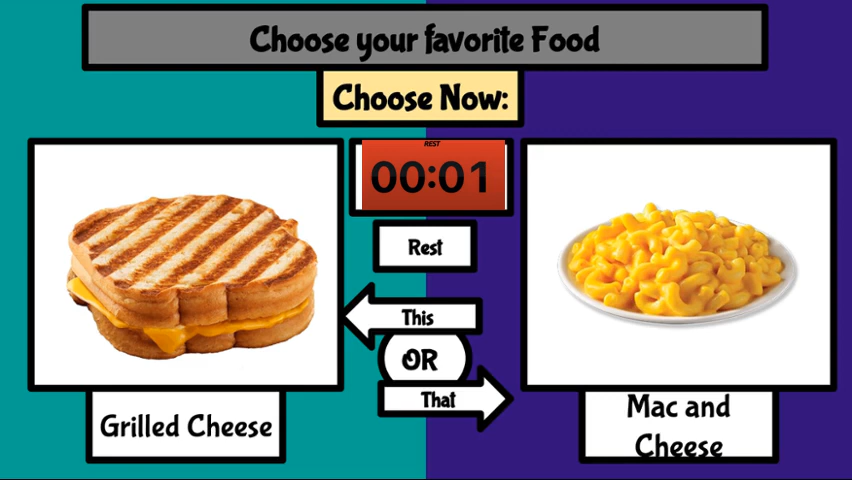 Choose your favorite Food
Choose Now:
REST
00:01
Rest
This
OR
That
Grilled Cheese
Mac and
Cheese